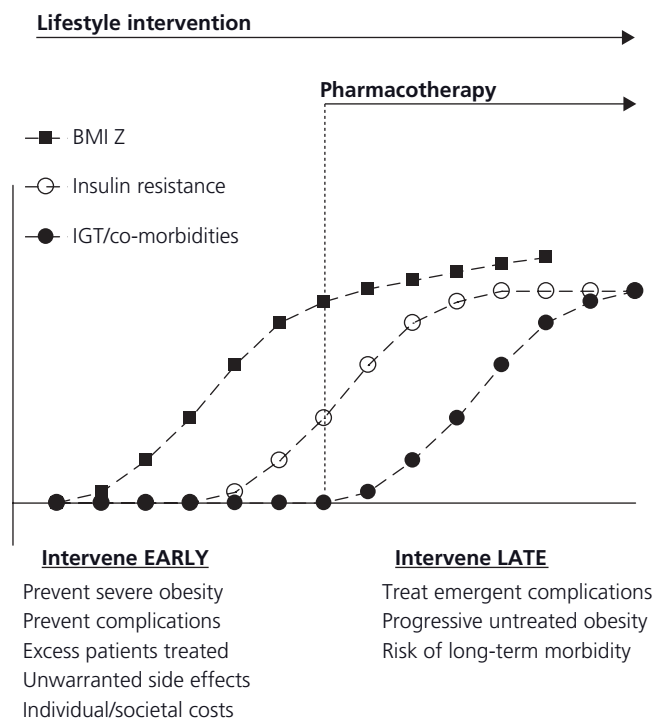 Lifestyle intervention
Pharmacotherapy
BMI Z
Insulin resistance
IGT/co-morbidities
Intervene EARLY
Prevent severe obesity
Prevent complications
Excess patients treated
Unwarranted side effects
Individual/societal costs
Intervene LATE
Treat emergent complications
Progressive untreated obesity
Risk of long-term morbidity